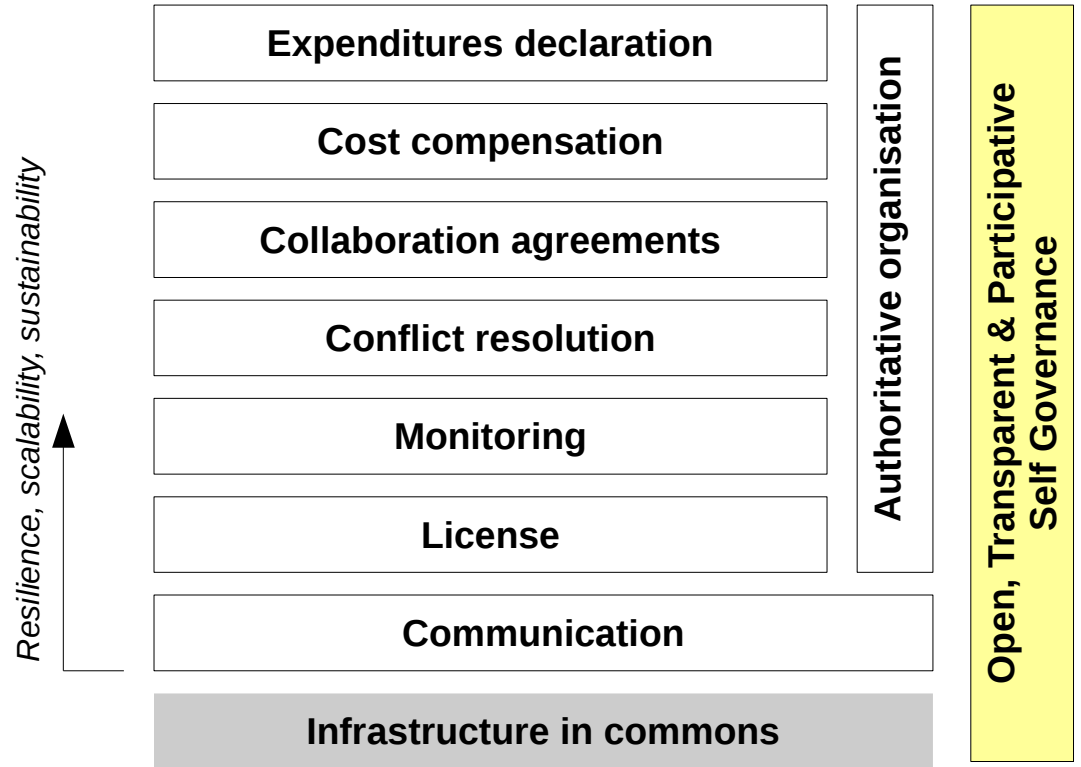 Expenditures declaration
Cost compensation
Collaboration agreements
Conflict resolution
Monitoring
License
Communication
Infrastructure in commons
Authoritative organisation
Open, Transparent & Participative
Self Governance
Resilience, scalability, sustainability